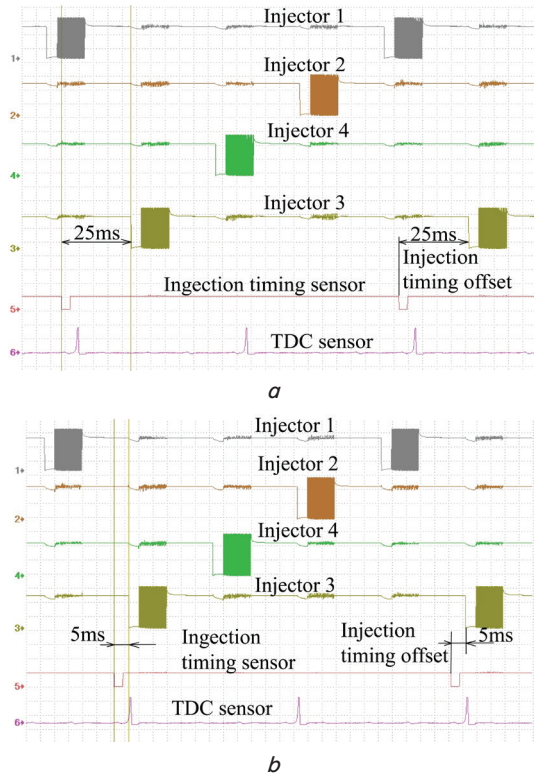 Injector 1
1
Injector 2
2
Injector 4
4
Injector 3
3
25ms
25ms
Injection
timing offset
Ingection timing sensor
5
TDC sensor
6
a
Injector 1
1
Injector 2
2
Injector 4
4
Injector 3
3
5ms
Ingection
timing sensor
Injection
timing offset
5ms
5
TDC sensor
6
b